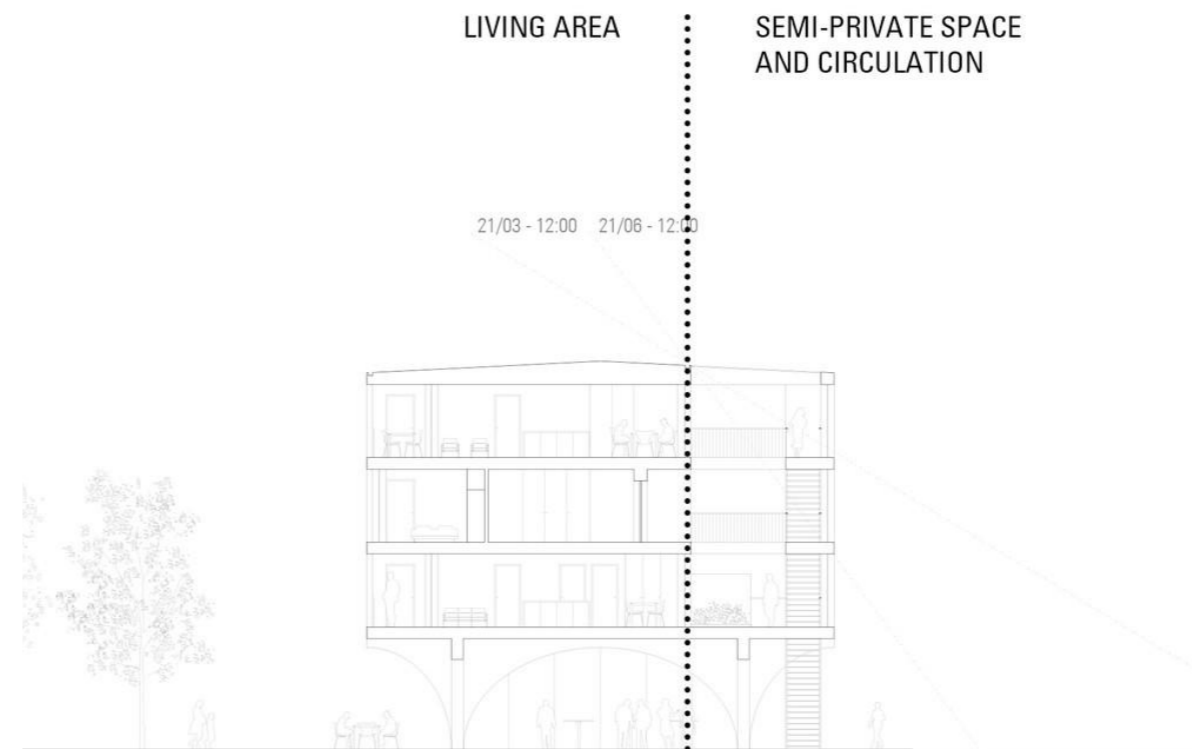 LIVING AREA
SEMI-PRIVATE SPACE
AND CIRCULATION
21/03 - 12:00
21/06 - 12:00